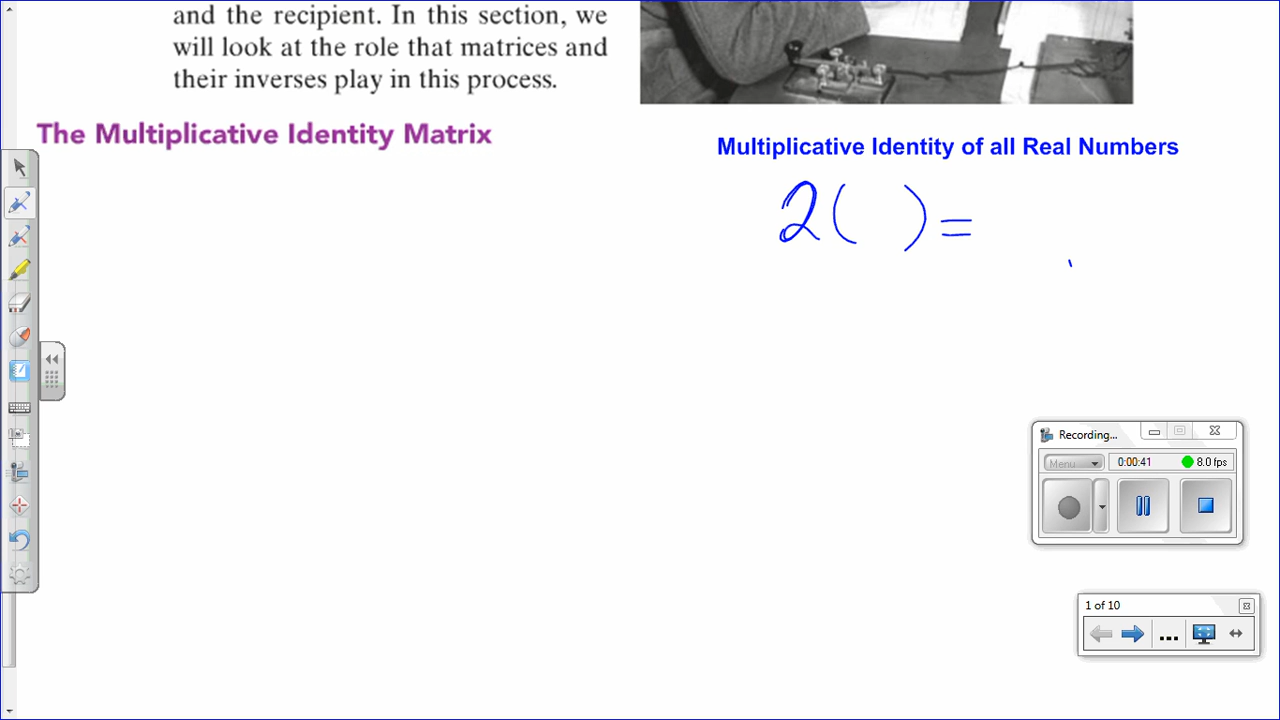 and the recipient. In this section, we
will look at the role that matrices and
their inverses play in this process.
The Multiplicative Identity Matrix
Multiplicative Identity of all Real Numbers
2( ) =
Recording...
Menu
0:00:41
8.0 fps
1 of 10
...